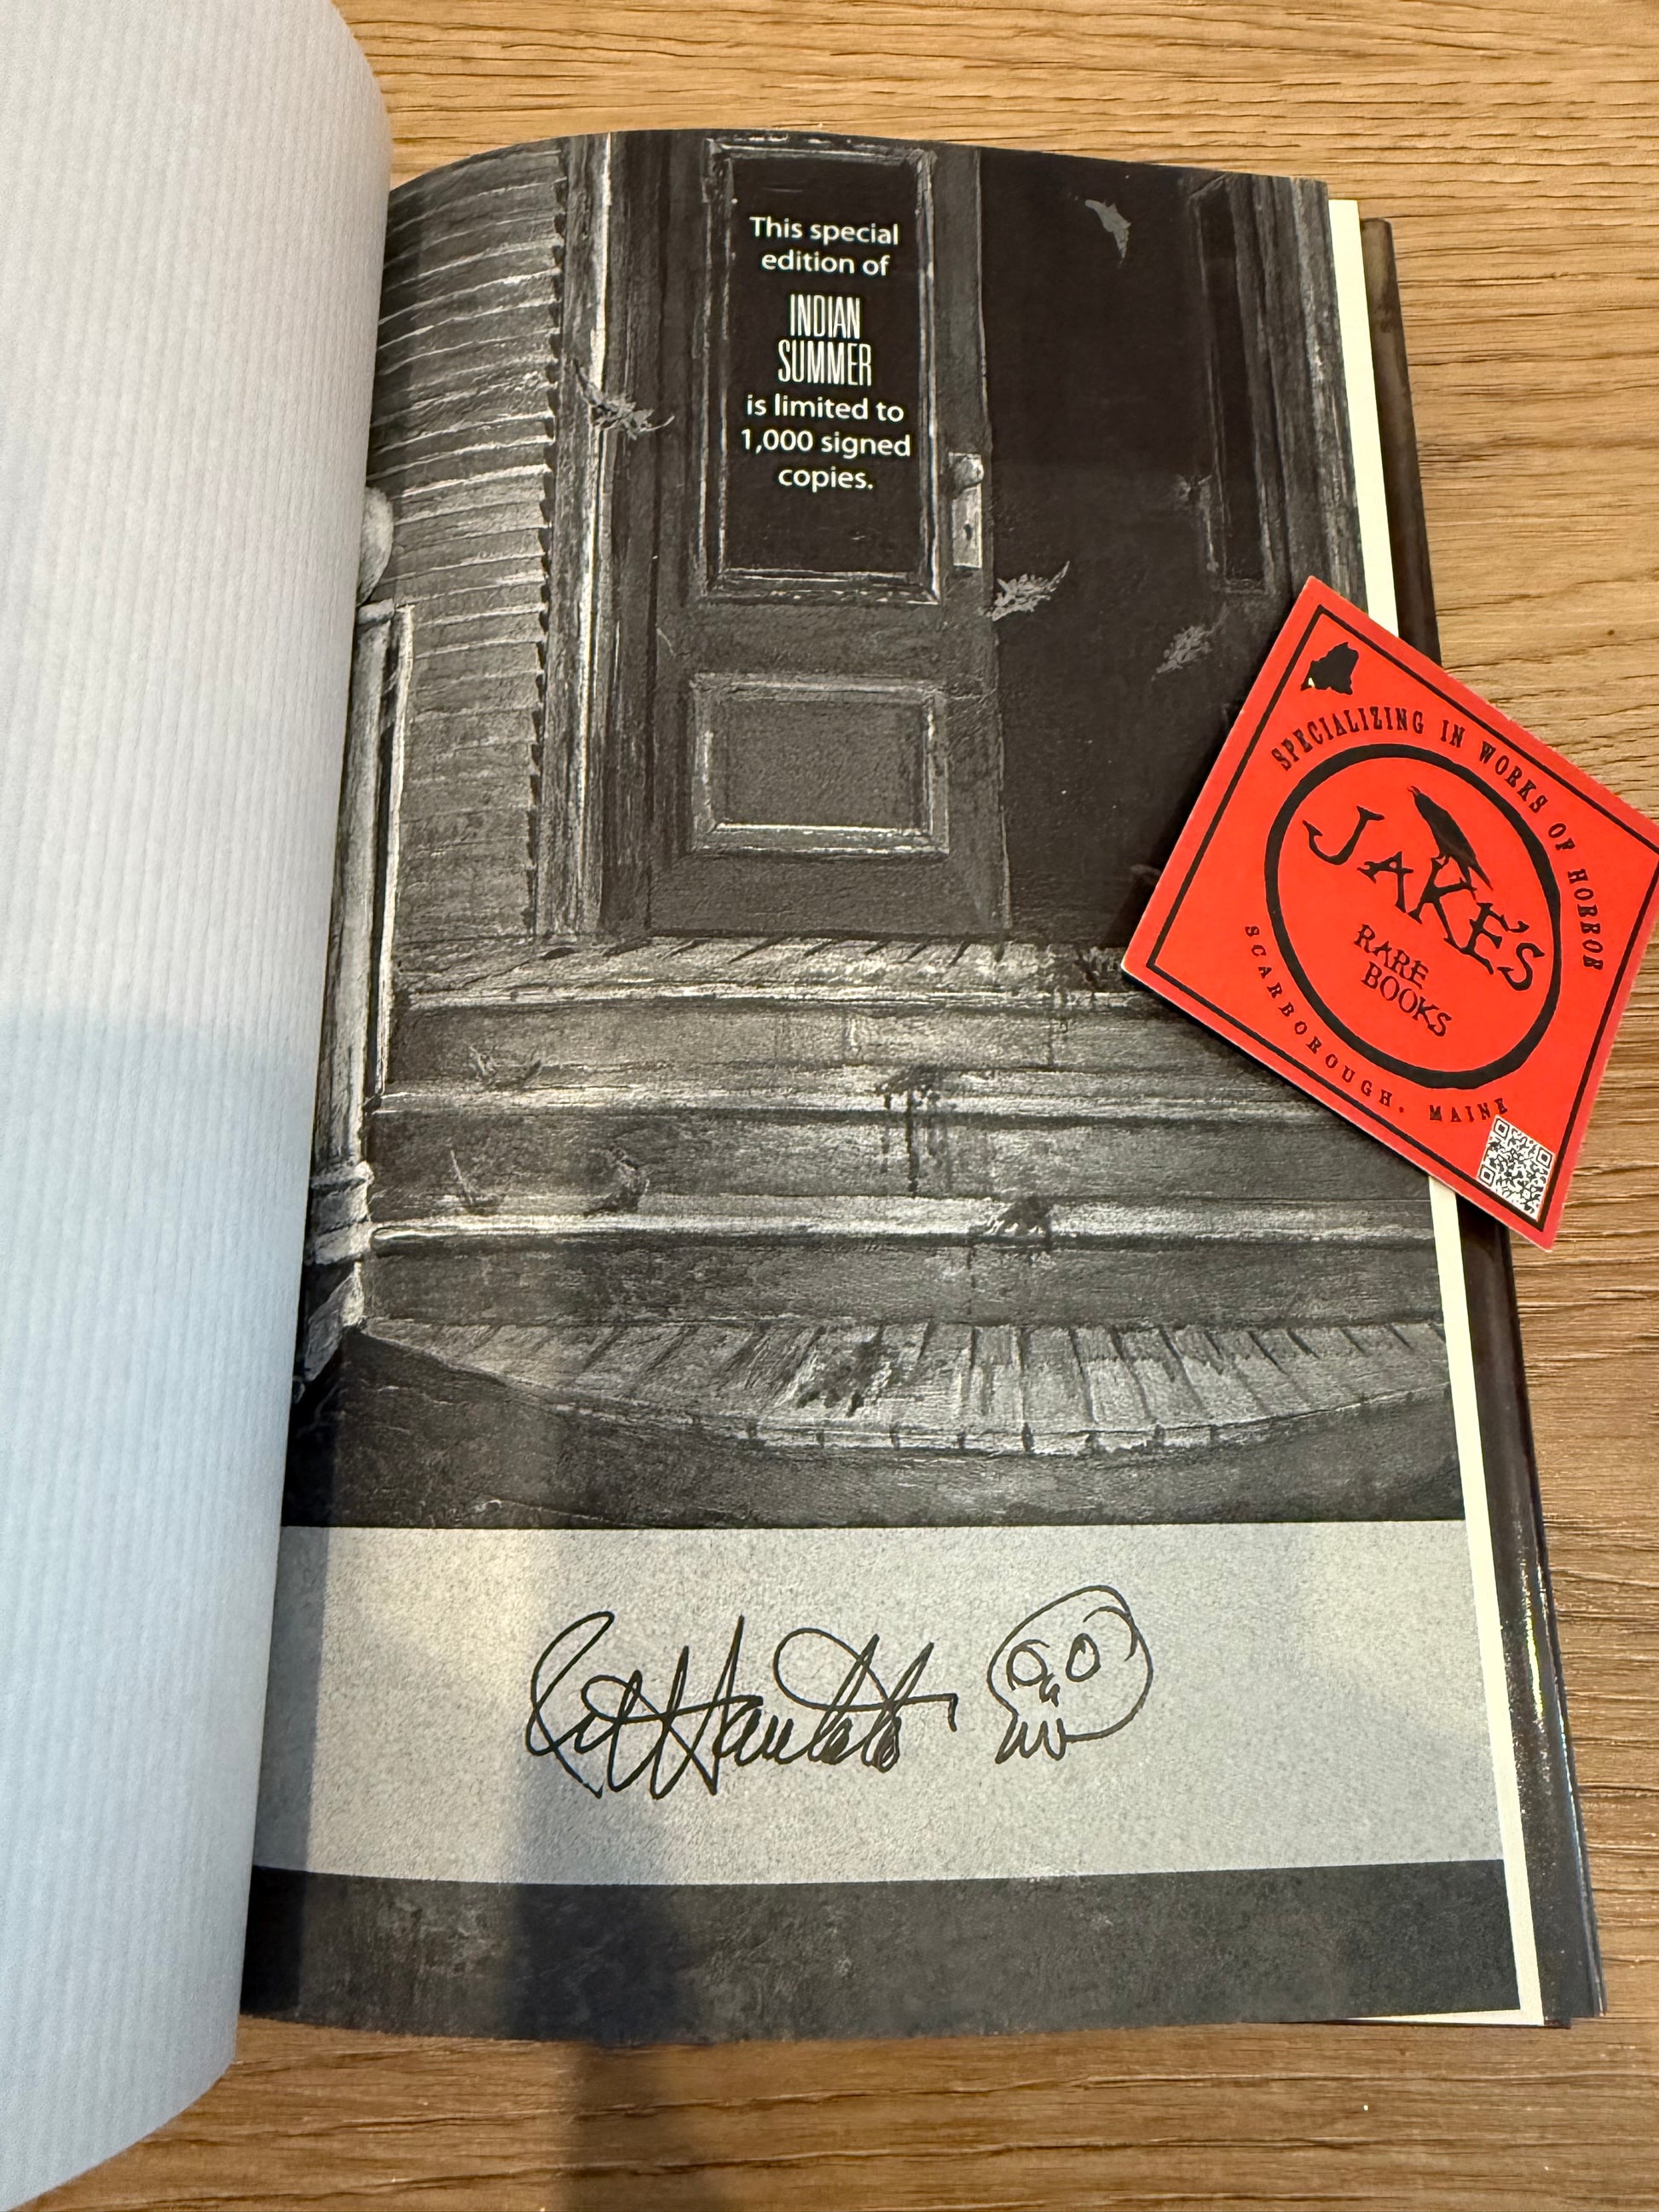 This special
edition of
INDIAN
SUMMER
is limited to
1,000 signed
copies.
SPECIALIZING IN WORKS OF HORROR
JAKE'S
RARE
BOOKS
SCARBOROUGH, MAINE